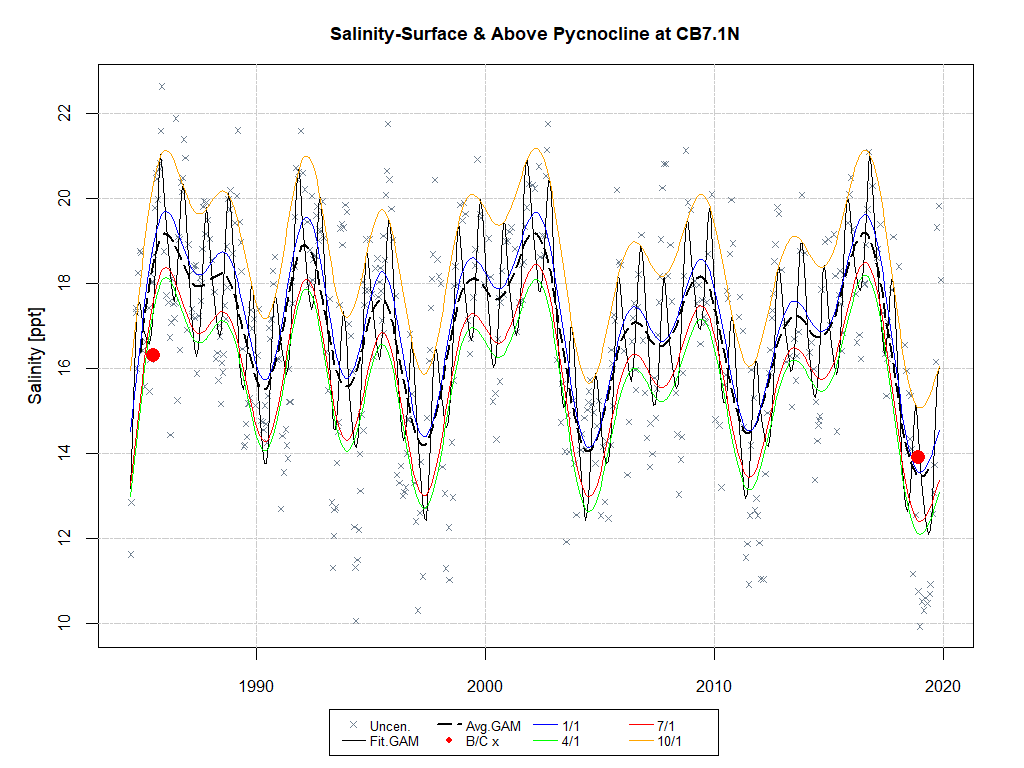 Salinity-Surface & Above Pycnocline at CB7.1N
Salinity [ppt]
22
20
18
16
14
12
10
1990 2000 2010 2020
Uncen. Avg.GAM 1/1 7/1
Fit.GAM B/C x 4/1 10/1